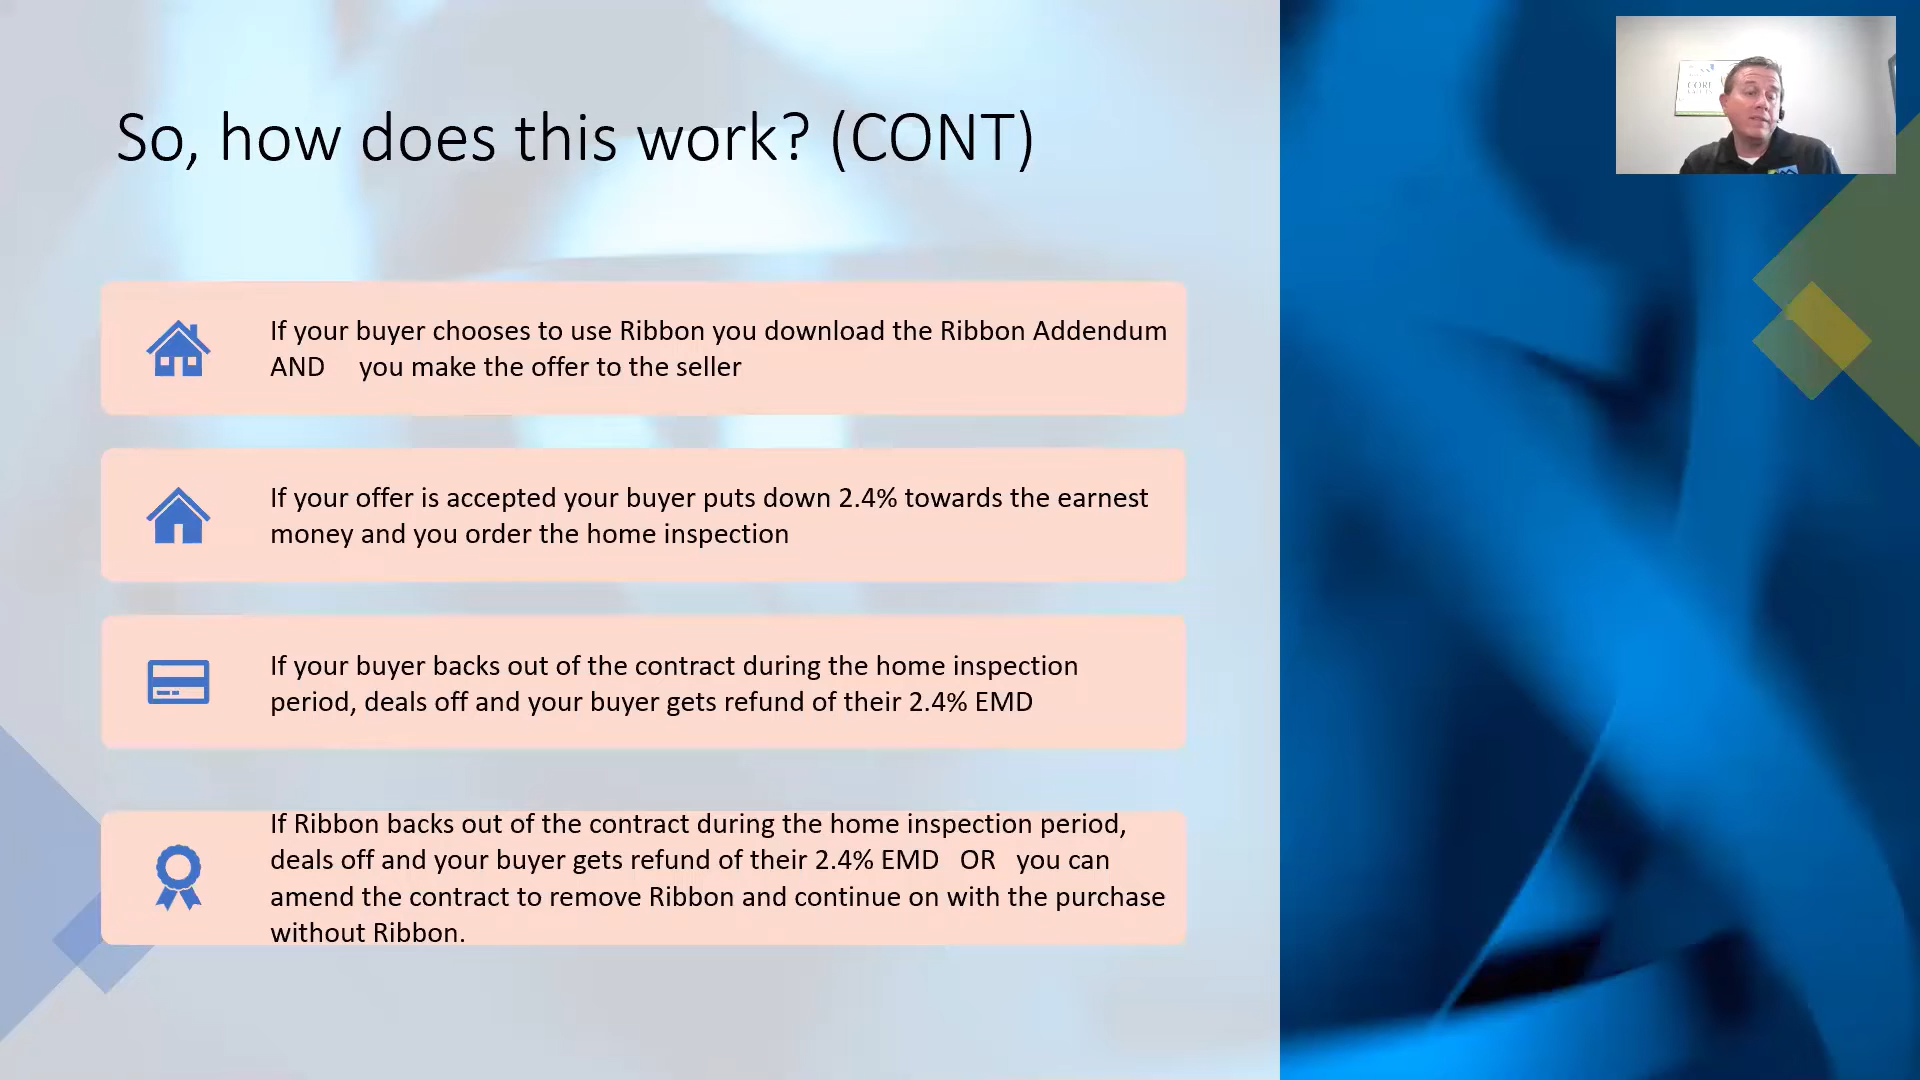 So, how does this work? (CONT)
If your buyer chooses to use Ribbon you download the Ribbon Addendum
AND     you make the offer to the seller
If your offer is accepted your buyer puts down 2.4% towards the earnest
money and you order the home inspection
If your buyer backs out of the contract during the home inspection
period, deals off and your buyer gets refund of their 2.4% EMD
If Ribbon backs out of the contract during the home inspection period,
deals off and your buyer gets refund of their 2.4% EMD   OR   you can
amend the contract to remove Ribbon and continue on with the purchase
without Ribbon.